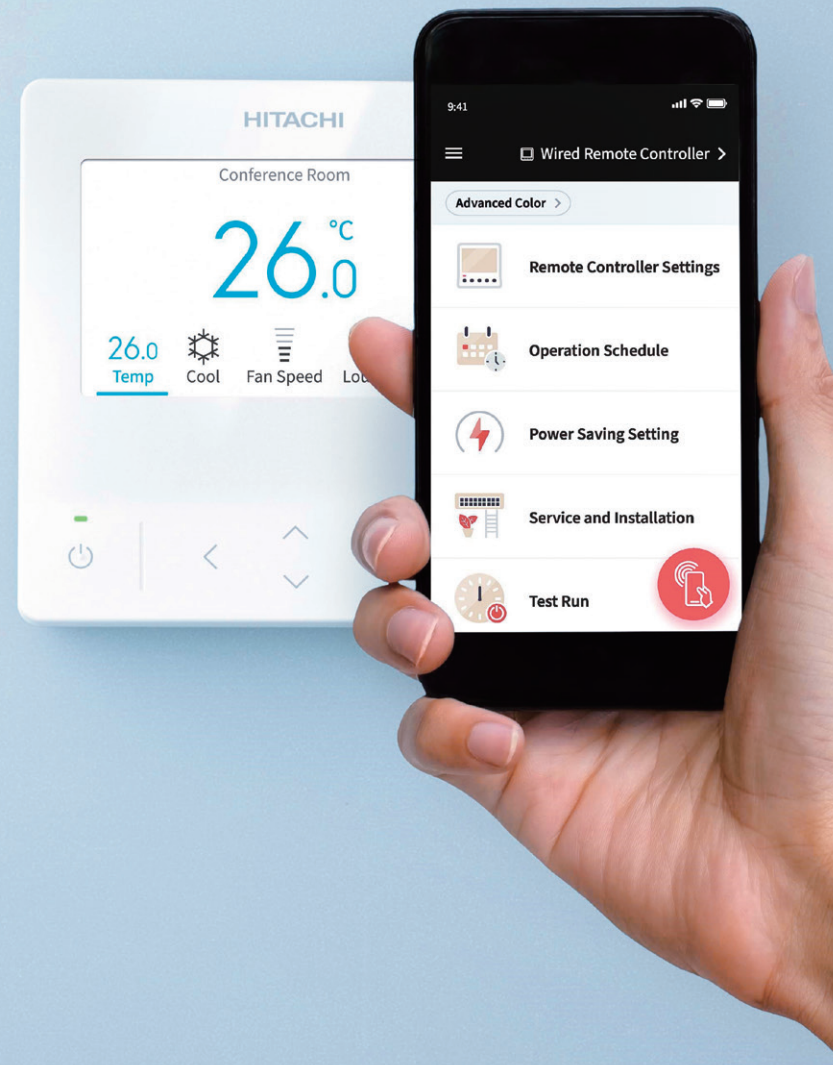 HITACHI
Conference Room
26.0 °C
26.0
Temp
Cool
Fan Speed
9:41
Wired Remote Controller
Advanced Color
Remote Controller Settings
Operation Schedule
Power Saving Setting
Service and Installation
Test Run